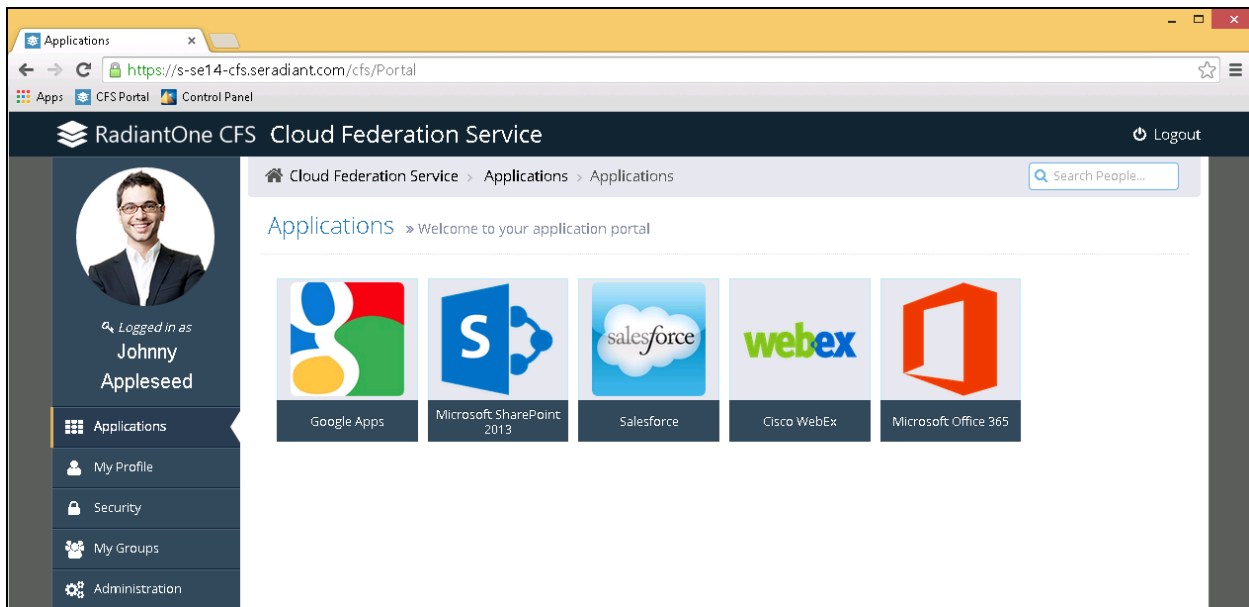 Applications
https://s-se14-cfs.seradiant.com/cfs/Portal
Apps CFS Portal Control Panel
RadiantOne CFS Cloud Federation Service Logout
Cloud Federation Service > Applications > Applications Search People...
Applications » Welcome to your application portal
Logged in as
Johnny
Appleseed
S
salesforce
webex
Google Apps
Microsoft SharePoint
2013
Salesforce
Cisco WebEx
Microsoft Office 365
Applications
My Profile
Security
My Groups
Administration